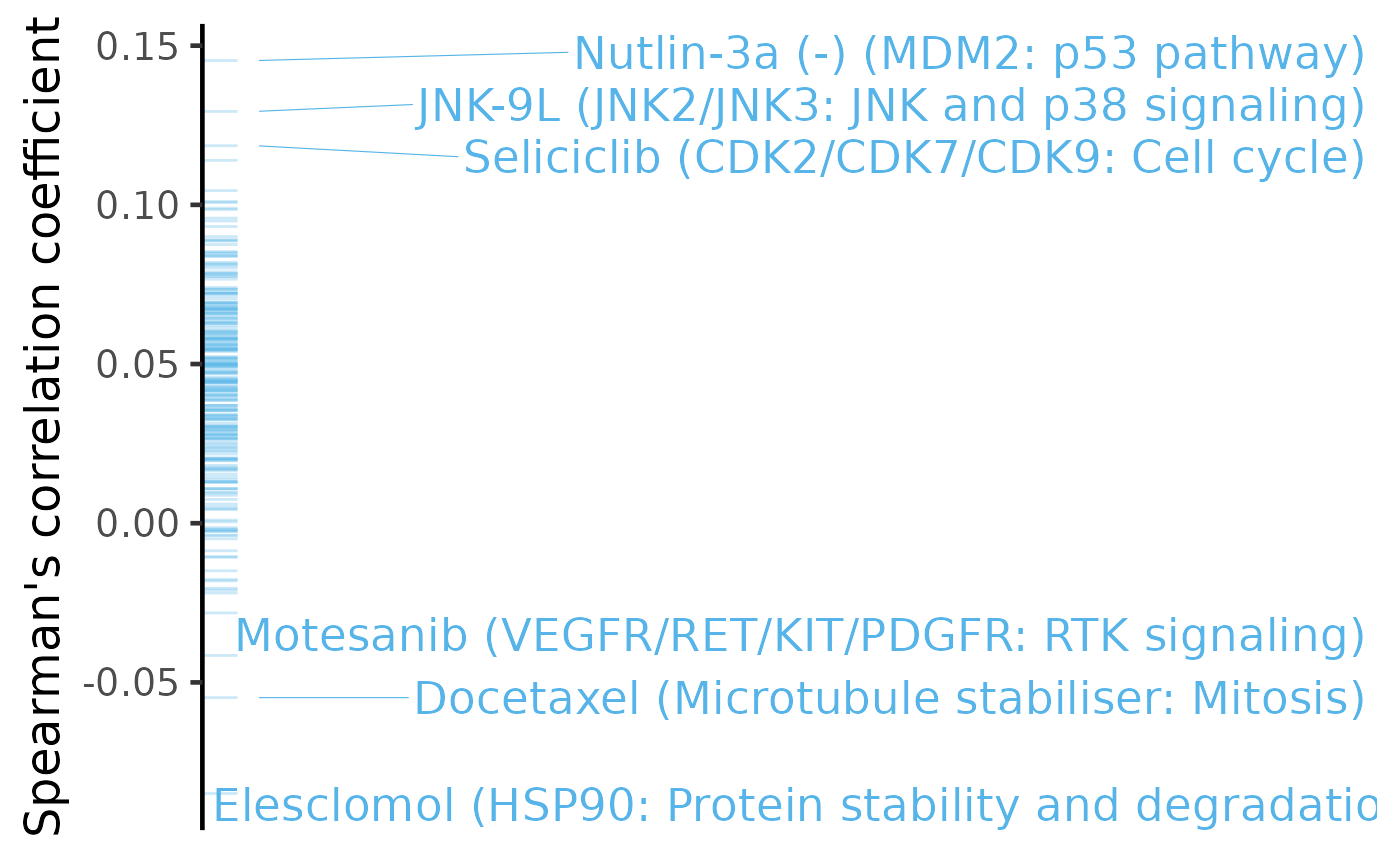 Spearman's correlation coefficient
0.15
0.10
0.05
0.00
-0.05
Nutlin-3a (-) (MDM2: p53 pathway)
JNK-9L (JNK2/JNK3: JNK and p38 signaling)
Seliciclib (CDK2/CDK7/CDK9: Cell cycle)
Motesanib (VEGFR/RET/KIT/PDGFR: RTK signaling)
Docetaxel (Microtubule stabiliser: Mitosis)
Elesclomol (HSP90: Protein stability and degradatio